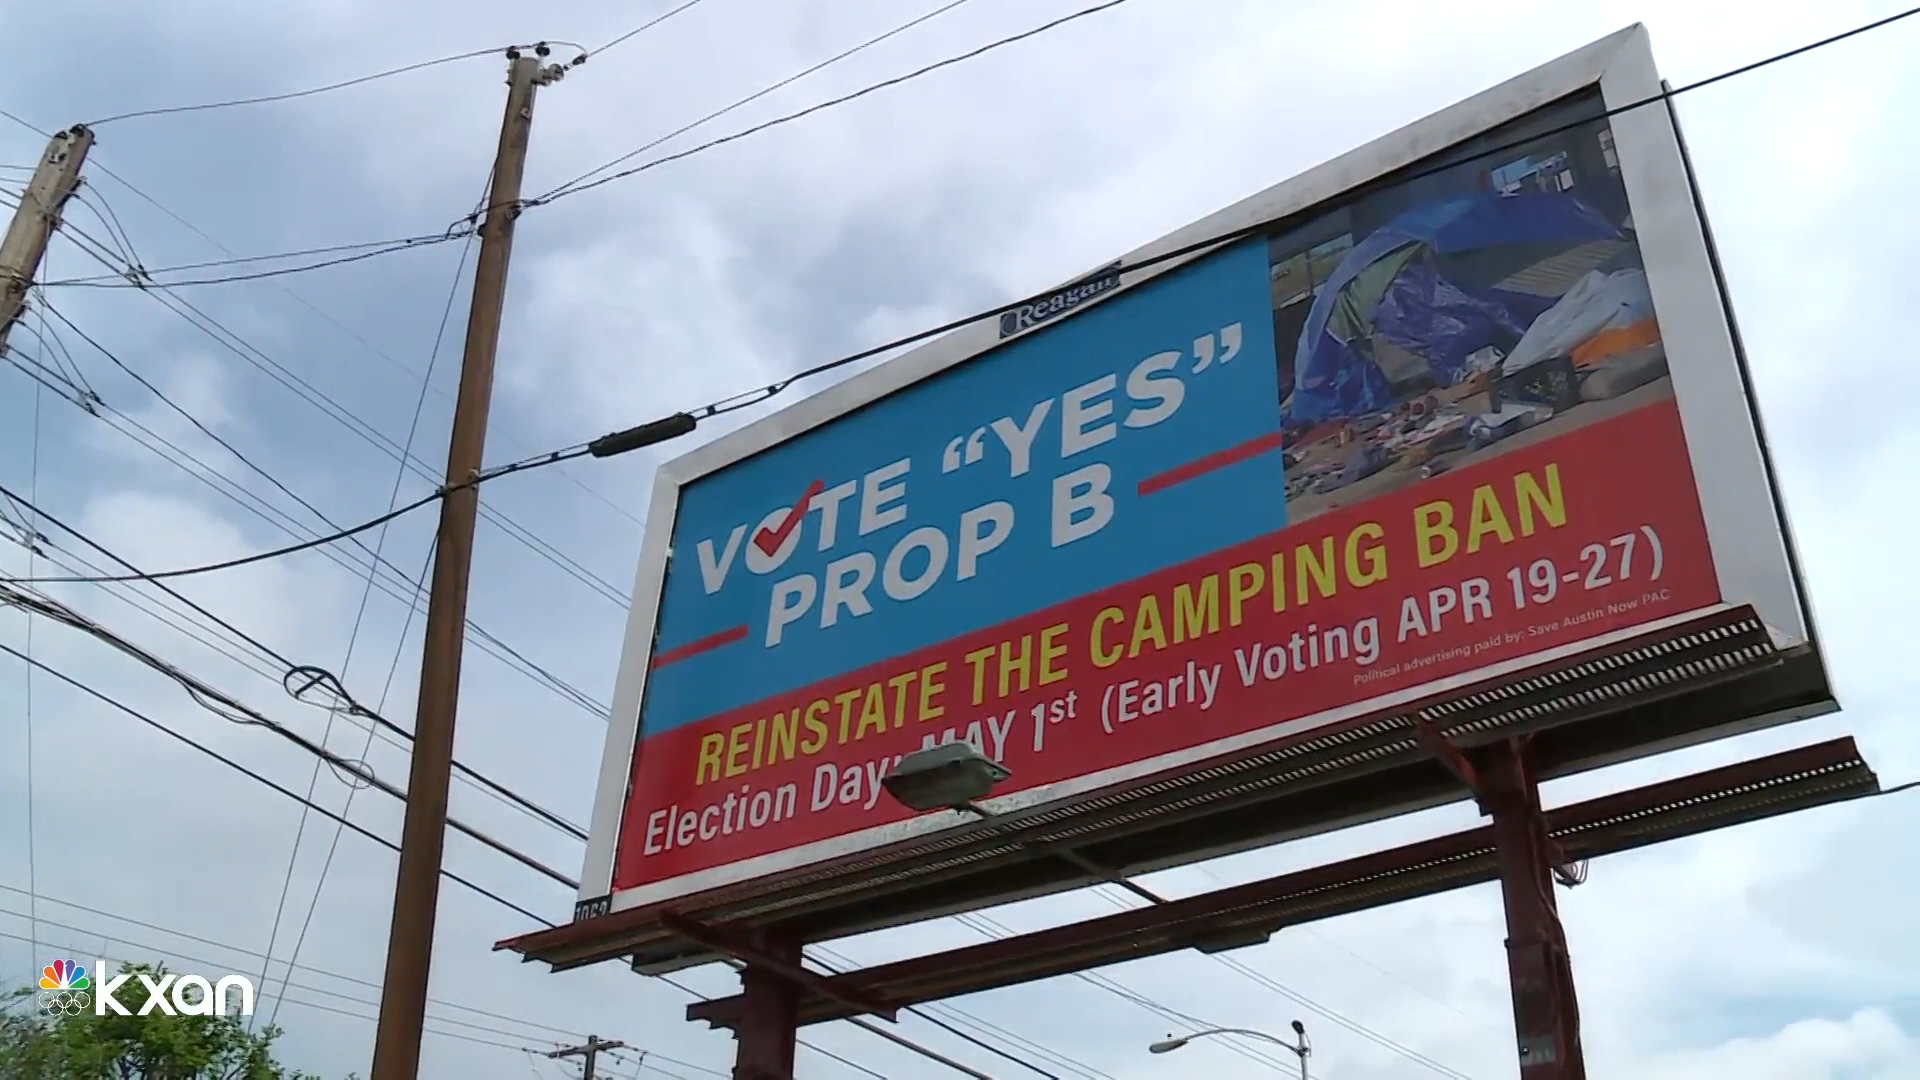 Reagan
VOTE "YES"
PROP B
REINSTATE THE CAMPING BAN
Election Day: MAY 1st (Early Voting APR 19-27)
Political advertising paid by: Save Austin Now PAC
1062
kxan